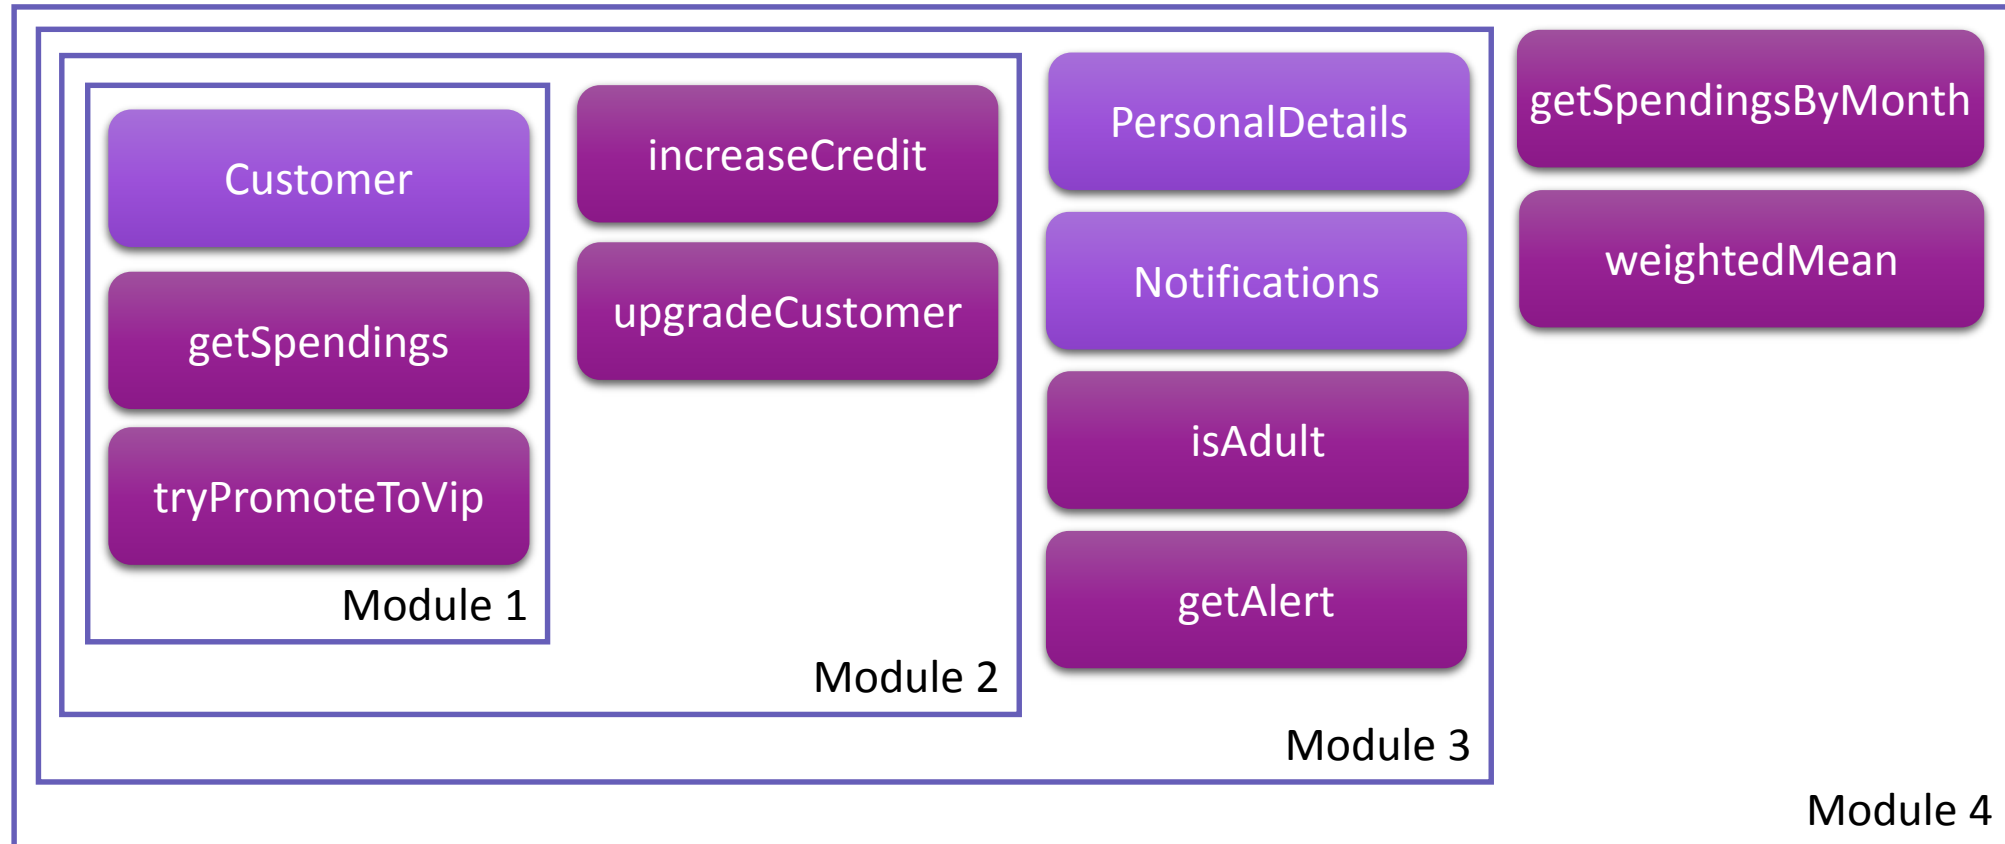 Customer
getSpendings
tryPromoteToVip
Module 1
increaseCredit
upgradeCustomer
Module 2
PersonalDetails
Notifications
isAdult
getAlert
Module 3
getSpendingsByMonth
weightedMean
Module 4